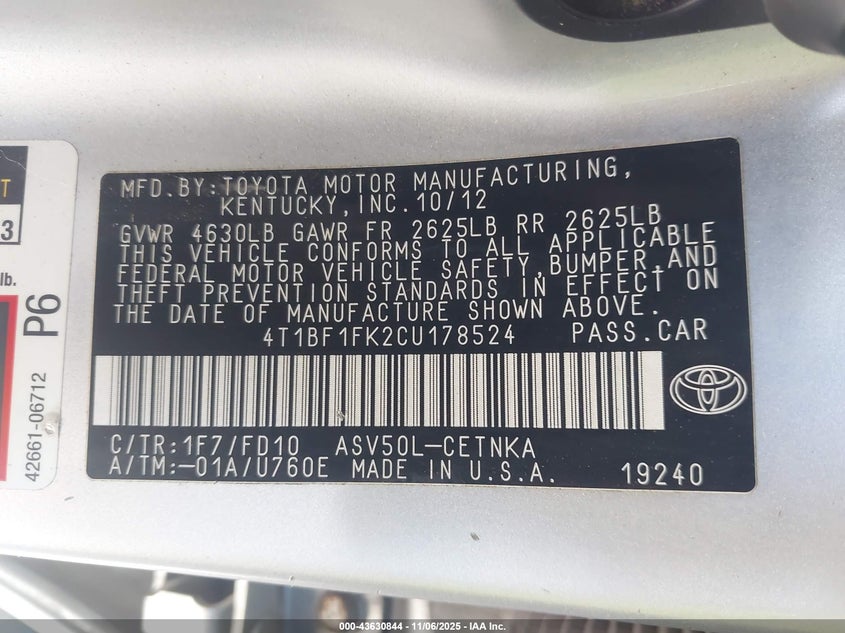 T
3
lb.
P6
42661-06712
MFD.BY:TOYOTA MOTOR MANUFACTURING,
KENTUCKY,INC.10/12
GVWR 4630LB GAWR FR 2625LB RR 2625LB
THIS VEHICLE CONFORMS TO ALL APPLICABLE
FEDERAL MOTOR VEHICLE SAFETY,BUMPER,AND
THEFT PREVENTION STANDARDS IN EFFECT ON
THE DATE OF MANUFACTURE SHOWN ABOVE.
4T1BF1FK2CU178524 PASS.CAR
C/TR:1F7/FD10 ASV50L-CETNKA
A/TM:-01A/U760E MADE IN U.S.A. 19240
000-43630844 - 11/06/2025 - IAA Inc.